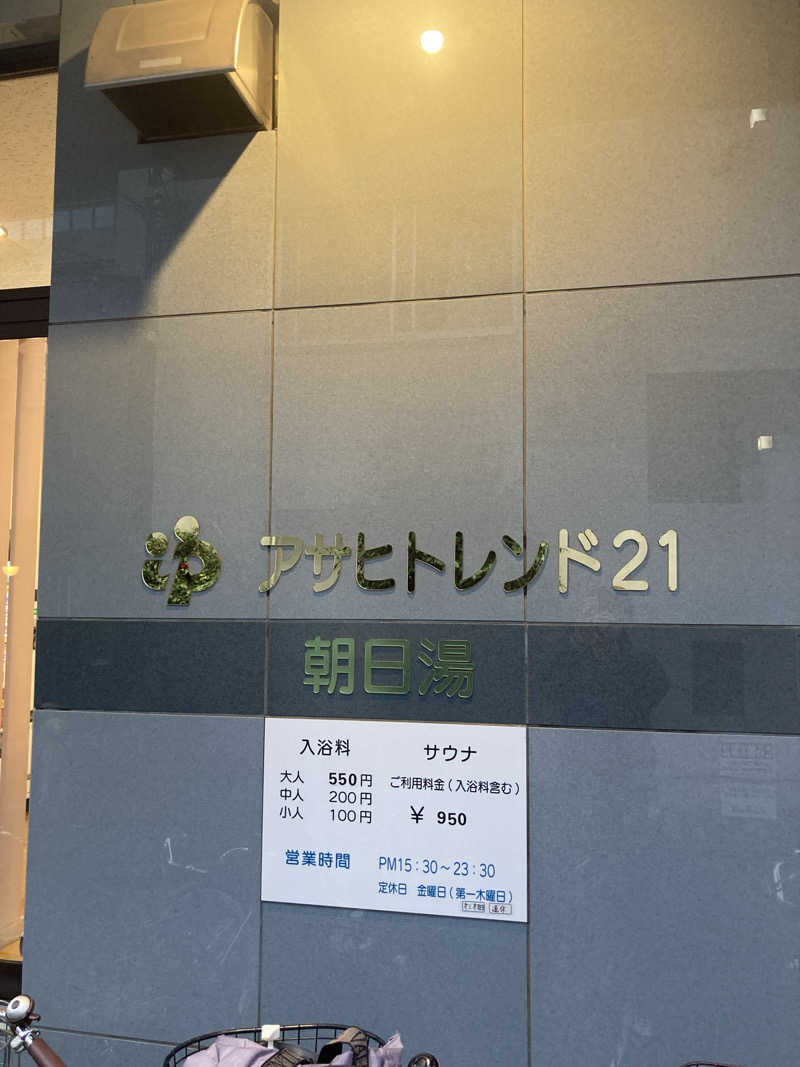 アサヒトレンド21
朝日湯
入浴料
大人 550円
中人 200円
小人 100円
サウナ
ご利用料金(入浴料含む)
￥ 950
営業時間 PM15:30～23:30
定休日 金曜日(第一木曜日)
連休